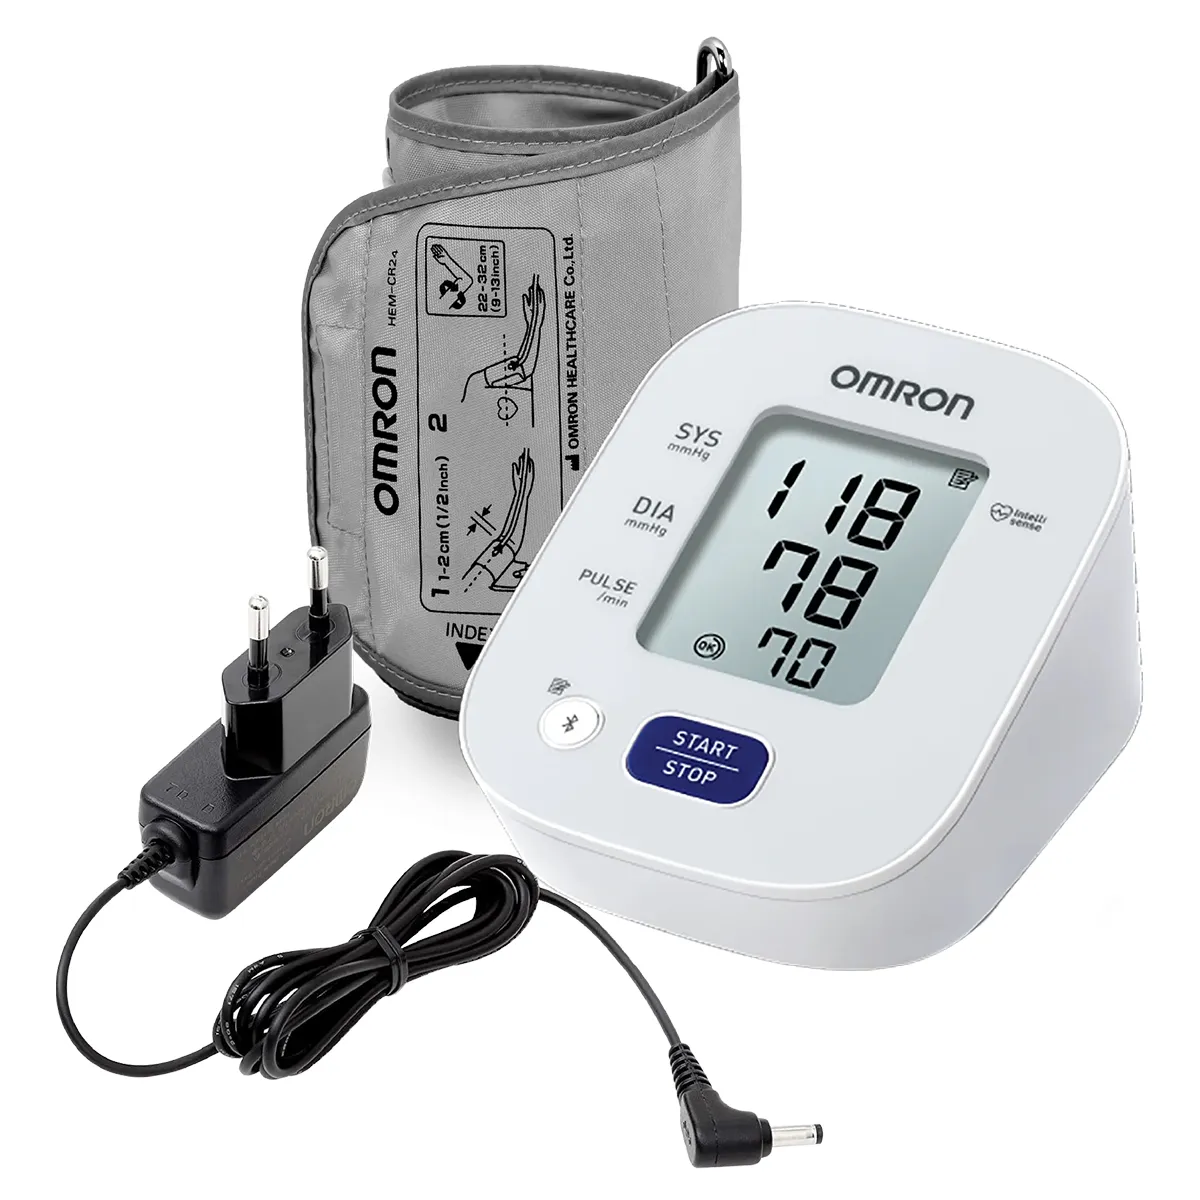 HEM-CR24
OMRON
22-32cm
(9-13inch)
2
1 1-2cm(1/2inch)
OMRON HEALTHCARE Co.,Ltd.
INDE
OMRON
SYS
mmHg
118
DIA
mmHg
78
PULSE
/min
70
OK
intelli
sense
START
STOP
OMRON